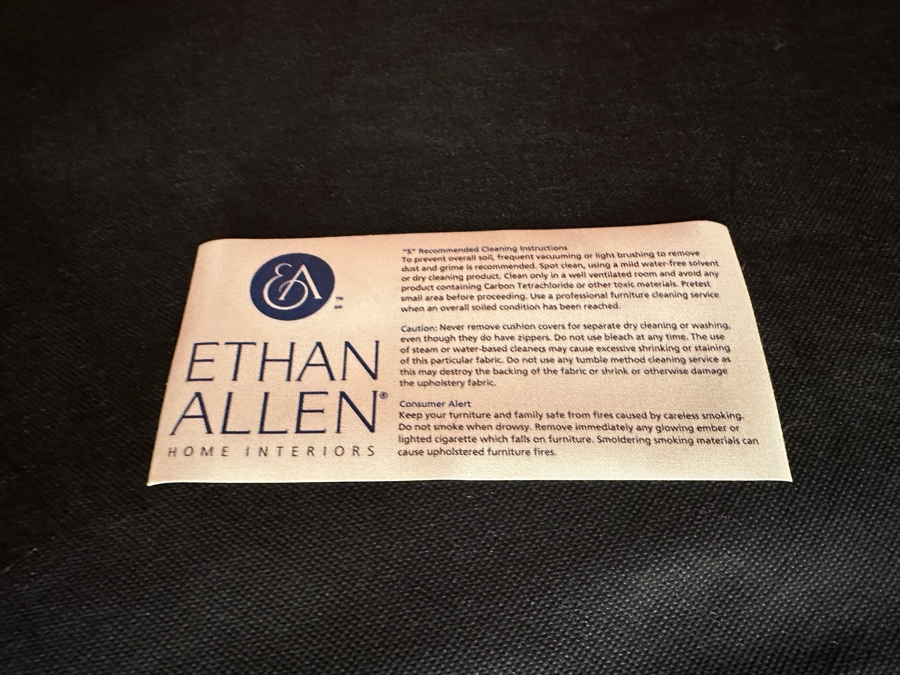 EA
™
SM
ETHAN
ALLEN®
HOME INTERIORS
"S" Recommended Cleaning Instructions
To prevent overall soil, frequent vacuuming or light brushing to remove
dust and grime is recommended. Spot clean, using a mild water-free solvent
or dry cleaning product. Clean only in a well ventilated room and avoid any
product containing Carbon Tetrachloride or other toxic materials. Pretest
small area before proceeding. Use a professional furniture cleaning service
when an overall soiled condition has been reached.
Caution: Never remove cushion covers for separate dry cleaning or washing,
even though they do have zippers. Do not use bleach at any time. The use
of steam or water-based cleaners may cause excessive shrinking or staining
of this particular fabric. Do not use any tumble method cleaning service as
this may destroy the backing of the fabric or shrink or otherwise damage
the upholstery fabric.
Consumer Alert
Keep your furniture and family safe from fires caused by careless smoking.
Do not smoke when drowsy. Remove immediately any glowing ember or
lighted cigarette which falls on furniture. Smoldering smoking materials can
cause upholstered furniture fires.